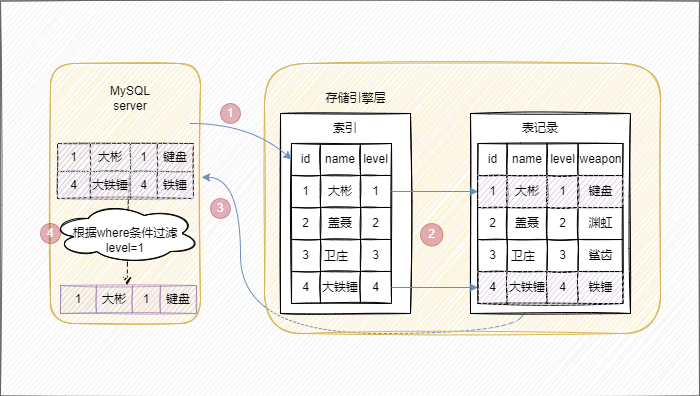 MySQL
server
1 大彬 1 键盘
4 大铁锤 4 铁锤
4
根据where条件过滤
level=1
1 大彬 1 键盘
1
3
存储引擎层
索引
id name level
1 大彬 1
2 盖聂 2
3 卫庄 3
4 大铁锤 4
2
表记录
id name level weapon
1 大彬 1 键盘
2 盖聂 2 渊虹
3 卫庄 3 鲨齿
4 大铁锤 4 铁锤